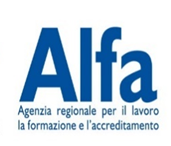 Alfa
Agenzia regionale per il lavoro
la formazione e l'accreditamento